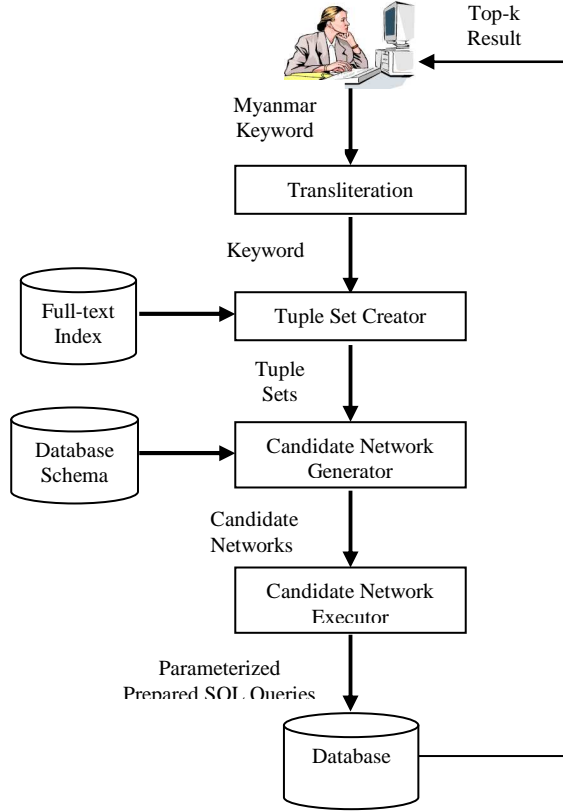 Top-k
Result
Myanmar
Keyword
Transliteration
Keyword
Full-text
Index
Tuple Set Creator
Tuple
Sets
Database
Schema
Candidate Network
Generator
Candidate
Networks
Candidate Network
Executor
Parameterized
Prepared SQL Queries
Database